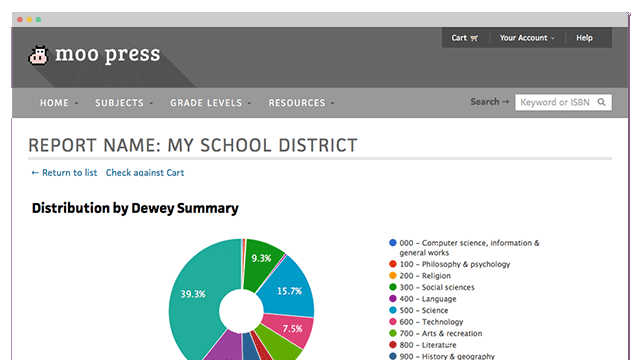 moo press
Cart
Your Account
Help
HOME
SUBJECTS
GRADE LEVELS
RESOURCES
Search →
Keyword or ISBN
REPORT NAME: MY SCHOOL DISTRICT
← Return to list
Check against Cart
Distribution by Dewey Summary
39.3%
9.3%
15.7%
7.5%
000 – Computer science, information &
general works
100 – Philosophy & psychology
200 – Religion
300 – Social sciences
400 – Language
500 – Science
600 – Technology
700 – Arts & recreation
800 – Literature
900 – History & geography